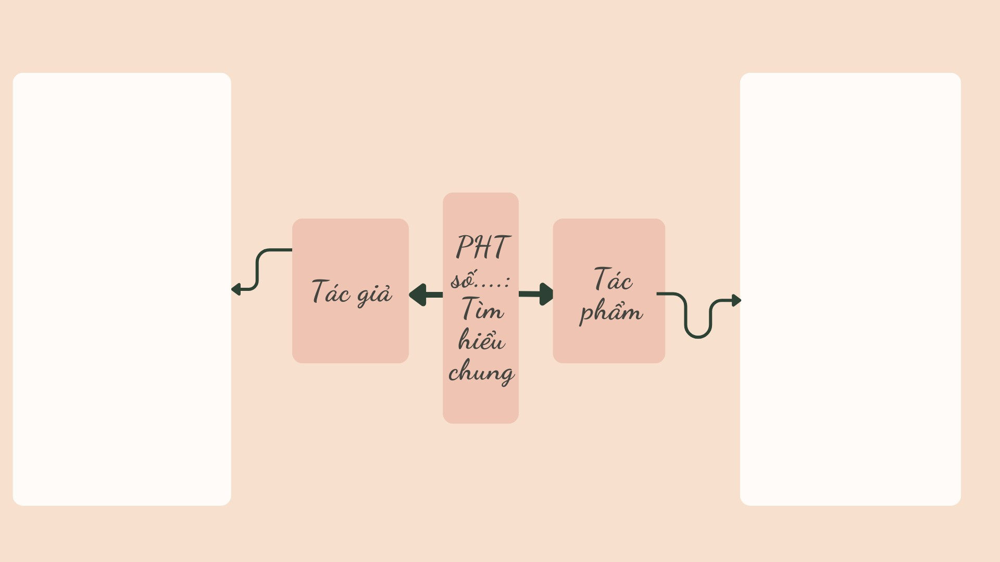 Tác giả
PHT
số....:
Tìm
hiểu
chung
Tác
phẩm